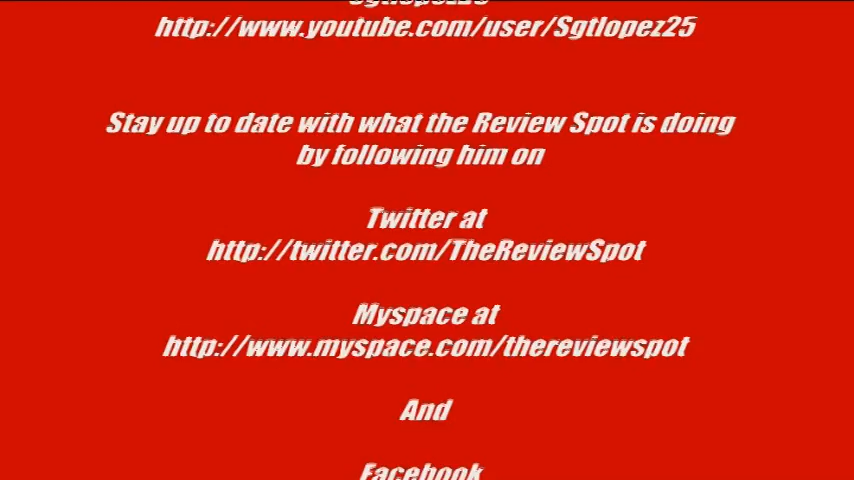 http://www.youtube.com/user/Sgtlopez25
Stay up to date with what the Review Spot is doing
by following him on
Twitter at
http://twitter.com/TheReviewSpot
Myspace at
http://www.myspace.com/thereviewspot
And
Facebook